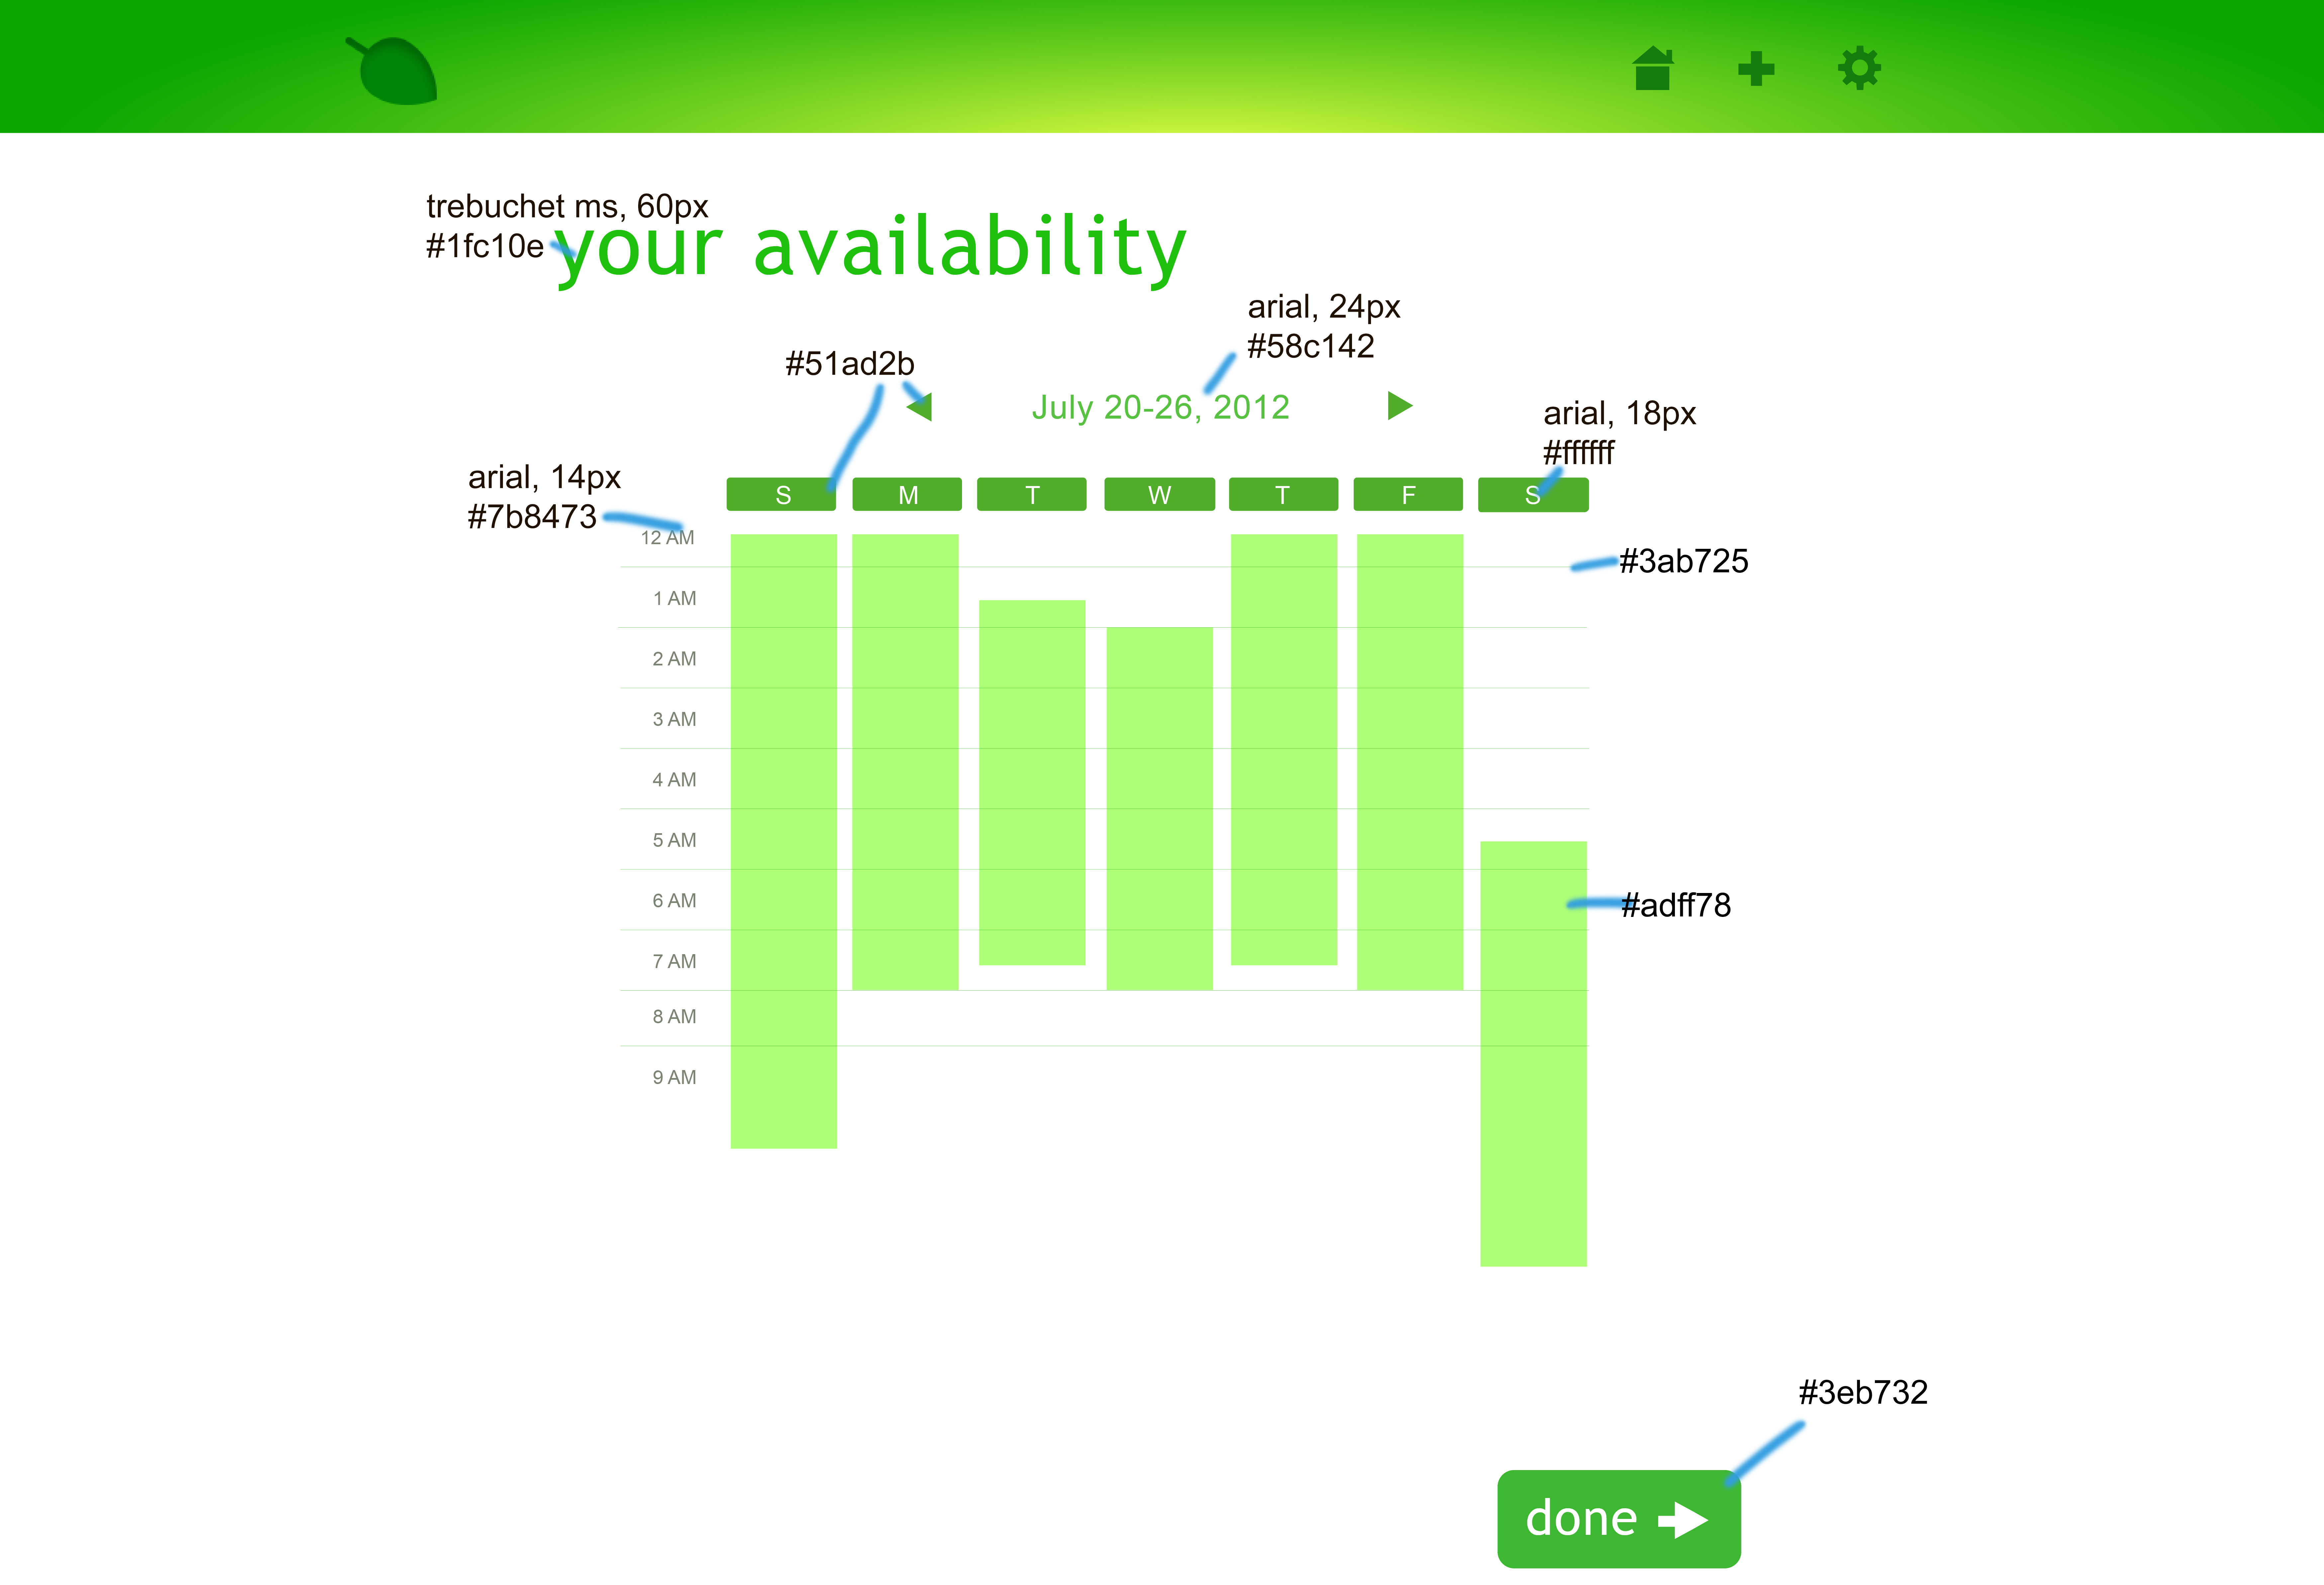 trebuchet ms, 60px
#1fc10e
your availability
arial, 24px
#58c142
#51ad2b
July 20-26, 2012
arial, 18px
#ffffff
arial, 14px
#7b8473
S M T W T F S
12 AM
#3ab725
1 AM
2 AM
3 AM
4 AM
5 AM
6 AM
#adff78
7 AM
8 AM
9 AM
#3eb732
done